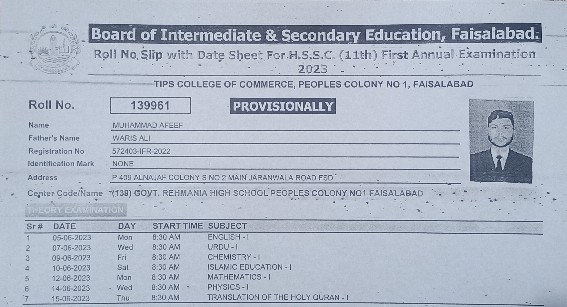 Board of Intermediate & Secondary Education, Faisalabad.
Roll No. Slip with Date Sheet For H.S.S.C. (11th) First Annual Examination
2023
TIPS COLLEGE OF COMMERCE, PEOPLES COLONY NO 1, FAISALABAD
Roll No. 139961 PROVISIONALLY
Name MUHAMMAD AFEEF
Father's Name WARIS ALI
Registration No 572403-IFR-2022
Identification Mark NONE
Address P 409 ALNAJAF COLONY S NO 2 MAIN JARANWALA ROAD FSD
Center Code/Name (139) GOVT. REHMANIA HIGH SCHOOL PEOPLES COLONY NO1 FAISALABAD
THEORY EXAMINATION
Sr.# DATE DAY START TIME SUBJECT
1 05-06-2023 Mon 8:30 AM ENGLISH - I
2 07-06-2023 Wed 8:30 AM URDU - I
3 09-06-2023 Fri 8:30 AM CHEMISTRY - I
4 10-06-2023 Sat 8:30 AM ISLAMIC EDUCATION - I
5 12-06-2023 Mon 8:30 AM MATHEMATICS - I
6 14-06-2023 Wed 8:30 AM PHYSICS - I
7 15-06-2023 Thu 8:30 AM TRANSLATION OF THE HOLY QURAN - I